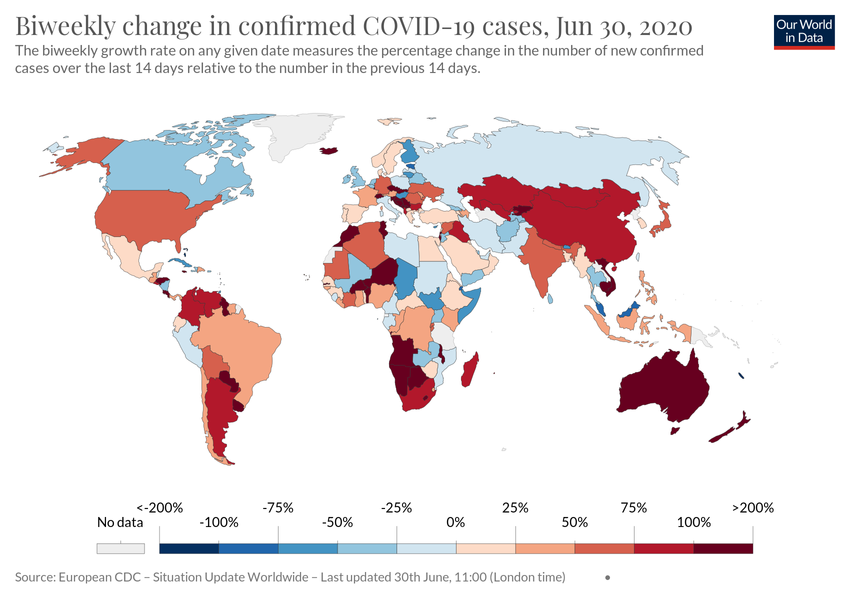 Biweekly change in confirmed COVID-19 cases, Jun 30, 2020
Our World
in Data
The biweekly growth rate on any given date measures the percentage change in the number of new confirmed
cases over the last 14 days relative to the number in the previous 14 days.
<-200% -75% -25% 25% 75% >200%
No data -100% -50% 0% 50% 100%
Source: European CDC – Situation Update Worldwide – Last updated 30th June, 11:00 (London time) •